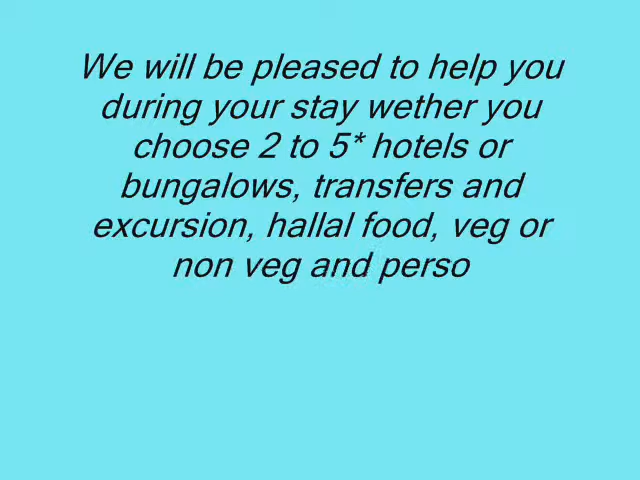 We will be pleased to help you
during your stay wether you
choose 2 to 5* hotels or
bungalows, transfers and
excursion, hallal food, veg or
non veg and perso